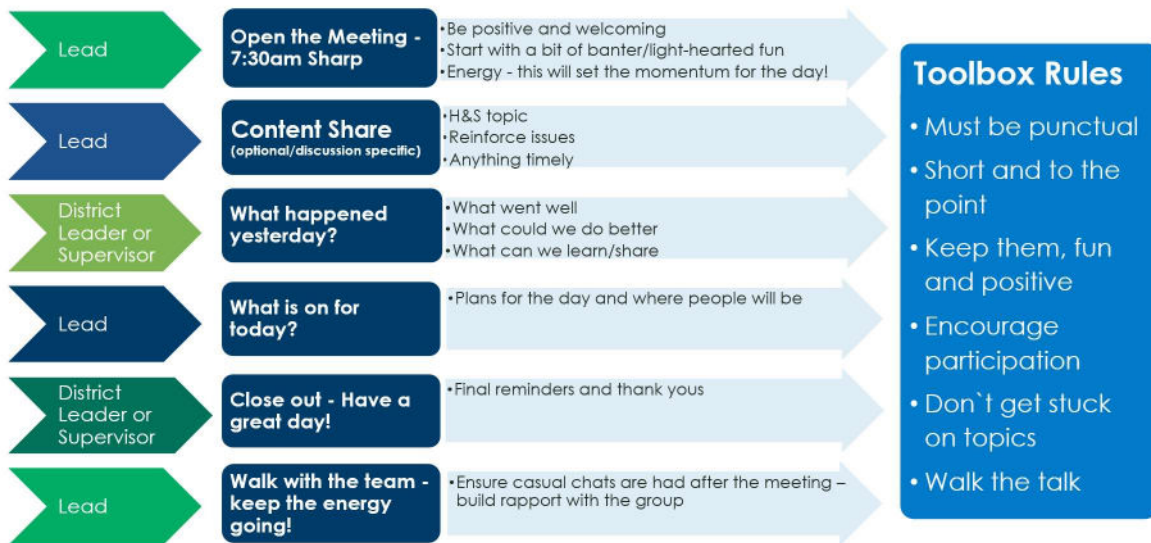 Lead
Open the Meeting -
7:30am Sharp
•Be positive and welcoming
•Start with a bit of banter/light-hearted fun
•Energy - this will set the momentum for the day!
Lead
Content Share
(optional/discussion specific)
•H&S topic
•Reinforce issues
•Anything timely
District
Leader or
Supervisor
What happened
yesterday?
•What went well
•What could we do better
•What can we learn/share
Lead
What is on for
today?
•Plans for the day and where people will be
District
Leader or
Supervisor
Close out - Have a
great day!
•Final reminders and thank yous
Lead
Walk with the team -
keep the energy
going!
•Ensure casual chats are had after the meeting –
build rapport with the group
Toolbox Rules
• Must be punctual
• Short and to the
point
• Keep them, fun
and positive
• Encourage
participation
• Don`t get stuck
on topics
• Walk the talk